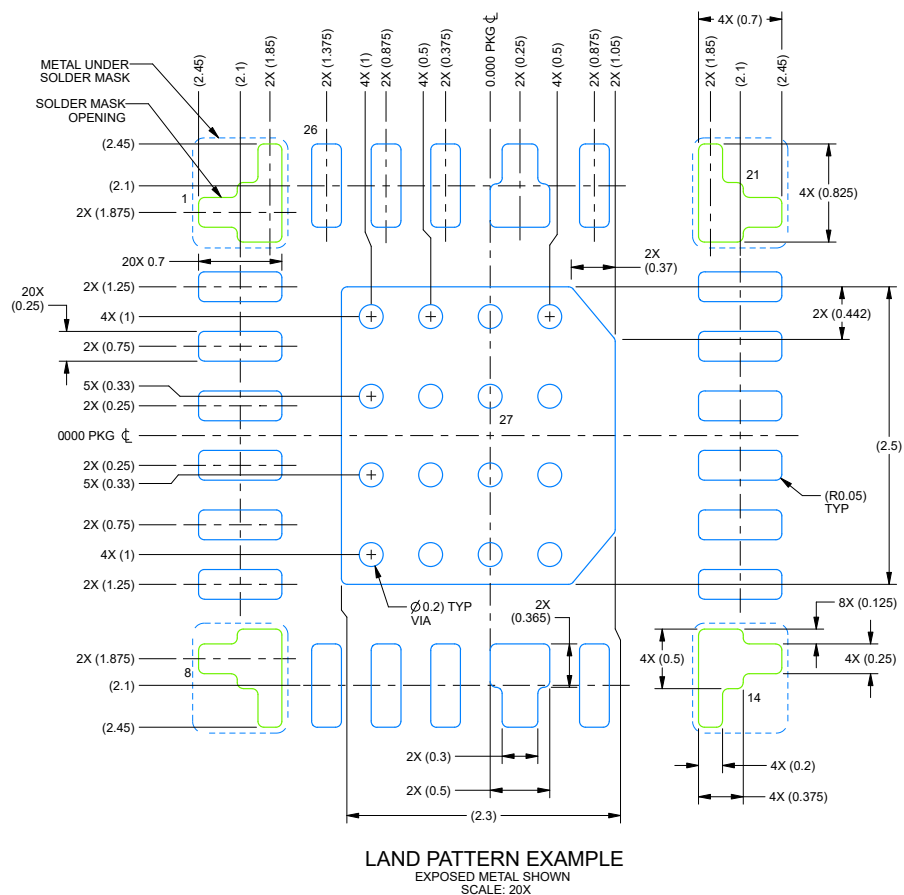 4X (0.7)
(2.45)
(2.1)
2X (1.85)
2X (1.375)
4X (1)
2X (0.875)
4X (0.5)
2X (0.375)
0.000 PKG ℄
2X (0.25)
4X (0.5)
2X (0.875)
2X (1.05)
2X (1.85)
(2.1)
(2.45)
METAL UNDER
SOLDER MASK
SOLDER MASK
OPENING
26
(2.45)
(2.1)
1
21
4X (0.825)
2X (1.875)
20X 0.7
2X
(0.37)
2X (1.25)
20X
(0.25)
4X (1)
2X (0.442)
2X (0.75)
5X (0.33)
2X (0.25)
27
0000 PKG ℄
(2.5)
2X (0.25)
5X (0.33)
(R0.05)
TYP
2X (0.75)
4X (1)
2X (1.25)
Ø0.2) TYP
VIA
2X
(0.365)
8X (0.125)
2X (1.875)
8
4X (0.5)
4X (0.25)
(2.1)
14
(2.45)
2X (0.3)
4X (0.2)
2X (0.5)
4X (0.375)
(2.3)
LAND PATTERN EXAMPLE
EXPOSED METAL SHOWN
SCALE: 20X